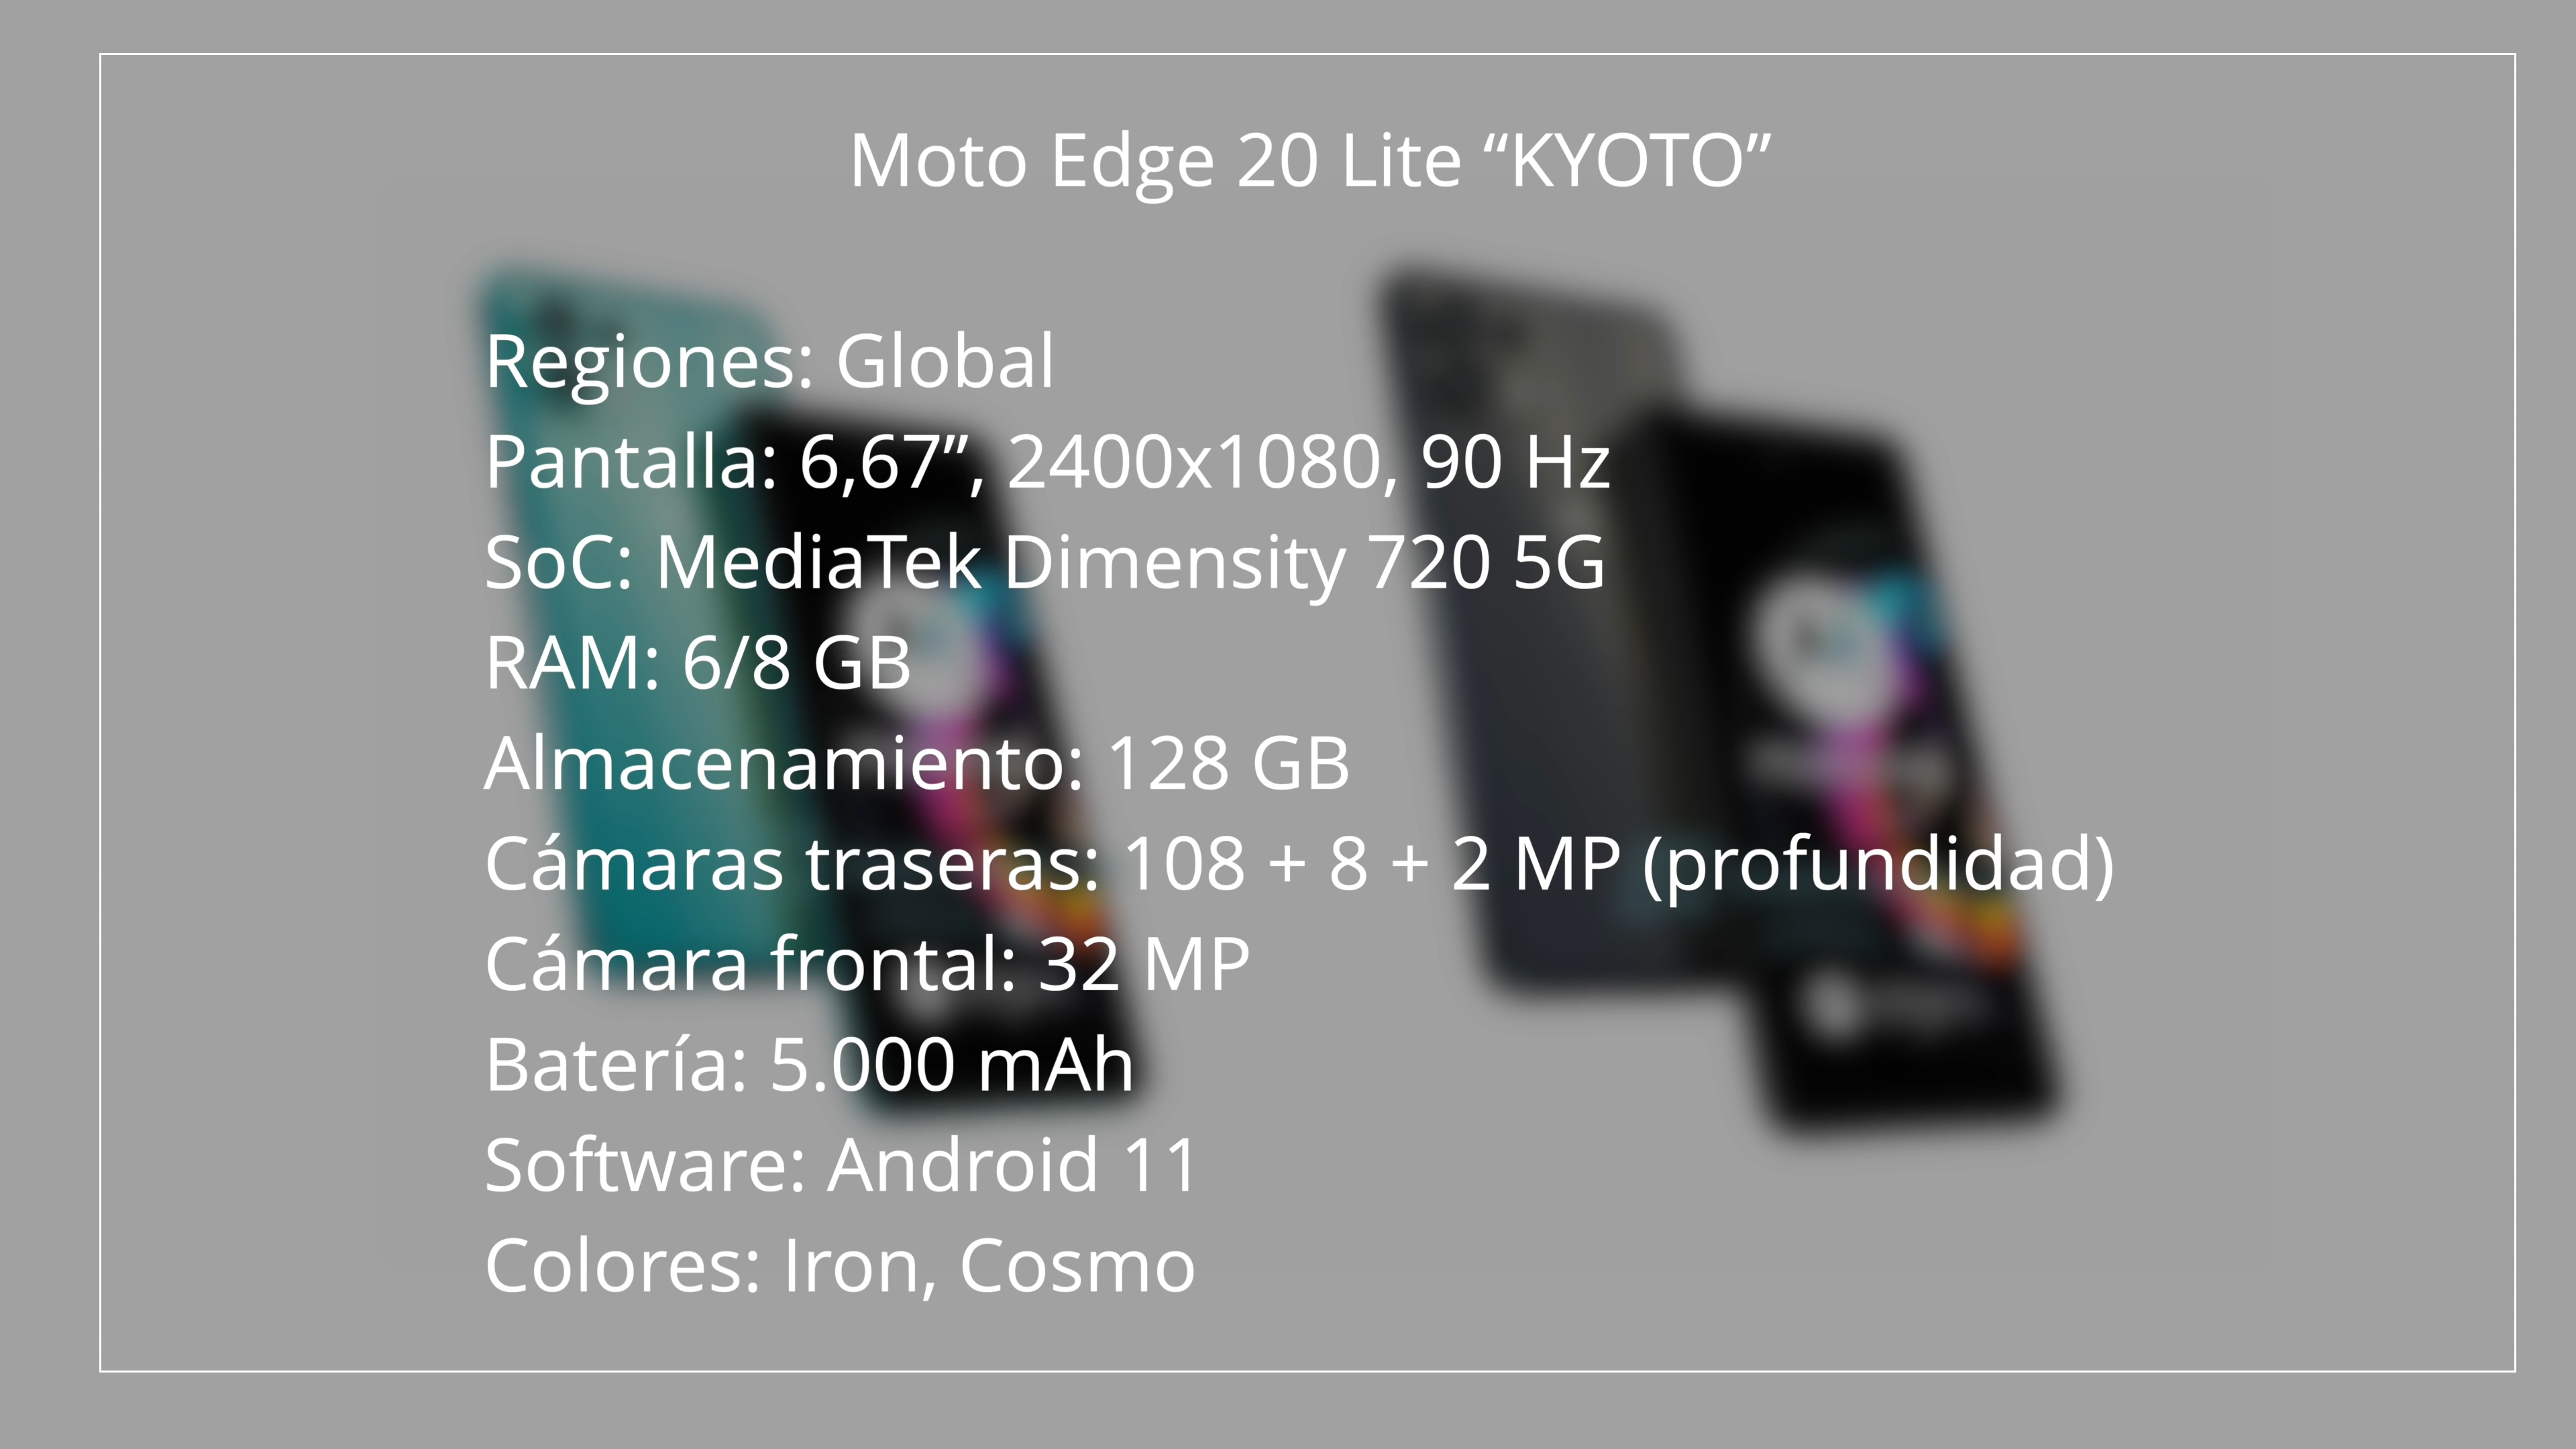 Moto Edge 20 Lite “KYOTO”
Regiones: Global
Pantalla: 6,67”, 2400x1080, 90 Hz
SoC: MediaTek Dimensity 720 5G
RAM: 6/8 GB
Almacenamiento: 128 GB
Cámaras traseras: 108 + 8 + 2 MP (profundidad)
Cámara frontal: 32 MP
Batería: 5.000 mAh
Software: Android 11
Colores: Iron, Cosmo